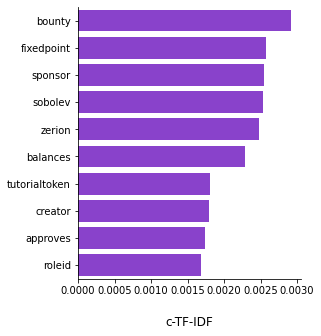 bounty
fixedpoint
sponsor
sobolev
zerion
balances
tutorialtoken
creator
approves
roleid
0.0000 0.0005 0.0010 0.0015 0.0020 0.0025 0.0030
c-TF-IDF